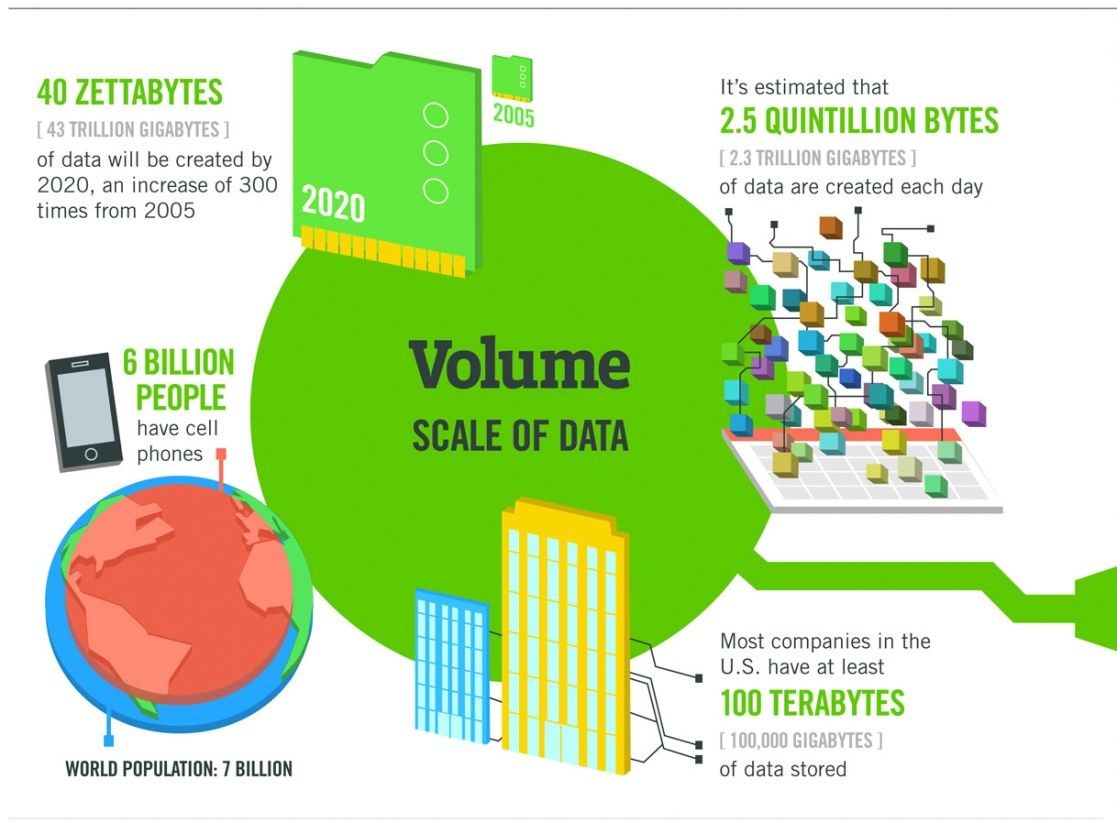 40 ZETTABYTES
[ 43 TRILLION GIGABYTES ]
of data will be created by
2020, an increase of 300
times from 2005
2020
2005
It’s estimated that
2.5 QUINTILLION BYTES
[ 2.3 TRILLION GIGABYTES ]
of data are created each day
6 BILLION
PEOPLE
have cell
phones
Volume
SCALE OF DATA
WORLD POPULATION: 7 BILLION
Most companies in the
U.S. have at least
100 TERABYTES
[ 100,000 GIGABYTES ]
of data stored